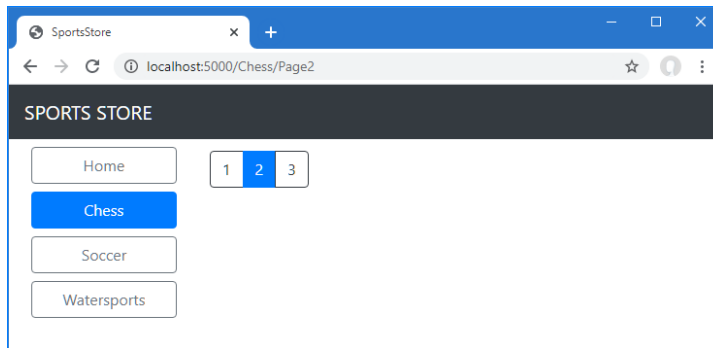 SportsStore
localhost:5000/Chess/Page2
SPORTS STORE
Home
1 2 3
Chess
Soccer
Watersports